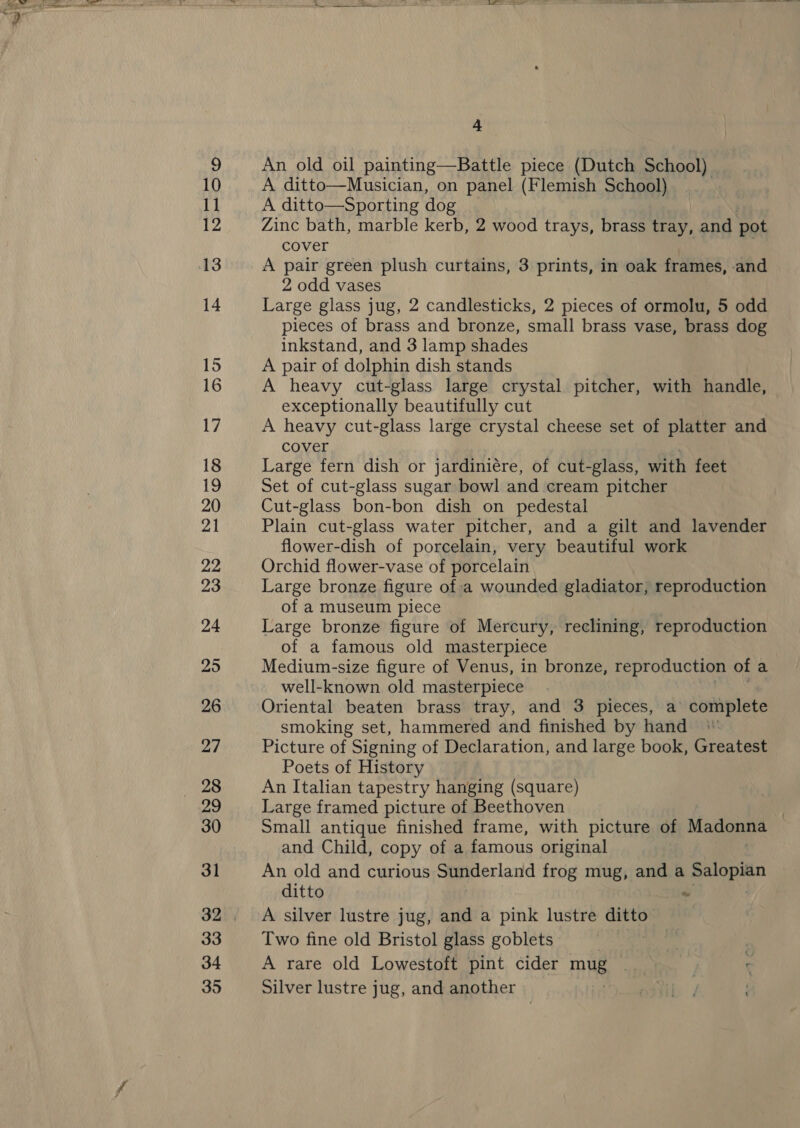 4
9 An old oil painting—Battle piece (Dutch School)
10 A ditto—Musician, on panel (Flemish School)
11 A ditto—Sporting dog
12 Zinc bath, marble kerb, 2 wood trays, brass tray, and pot
cover
13 A pair green plush curtains, 3 prints, in oak frames, and
2 odd vases
14 Large glass jug, 2 candlesticks, 2 pieces of ormolu, 5 odd
pieces of brass and bronze, small brass vase, brass dog
inkstand, and 3 lamp shades
15 A pair of dolphin dish stands
16 A heavy cut-glass large crystal pitcher, with handle,
exceptionally beautifully cut
17 A heavy cut-glass large crystal cheese set of platter and
cover
18 Large fern dish or jardiniére, of cut-glass, with feet
19 Set of cut-glass sugar bowl and cream pitcher
20 Cut-glass bon-bon dish on pedestal
21 Plain cut-glass water pitcher, and a gilt and lavender
flower-dish of porcelain, very beautiful work
22 Orchid flower-vase of porcelain
23 Large bronze figure of a wounded gladiator, reproduction
of a museum piece
24 Large bronze figure of Mercury, reclining, reproduction
of a famous old masterpiece
25 Medium-size figure of Venus, in bronze, reproduction of a
well-known old masterpiece
26 Oriental beaten brass tray, and 3 pieces, a complete
smoking set, hammered and finished by hand
27 Picture of Signing of Declaration, and large book, Greatest
Poets of History
28 An Italian tapestry hanging (square)
29 Large framed picture of Beethoven
30 Small antique finished frame, with picture of Madonna
and Child, copy of a famous original
31 An old and curious Sunderland frog mug, and a Salopian
ditto
32 A silver lustre jug, and a pink lustre ditto
33 Two fine old Bristol glass goblets
34 A rare old Lowestoft pint cider mug
35 Silver lustre jug, and another